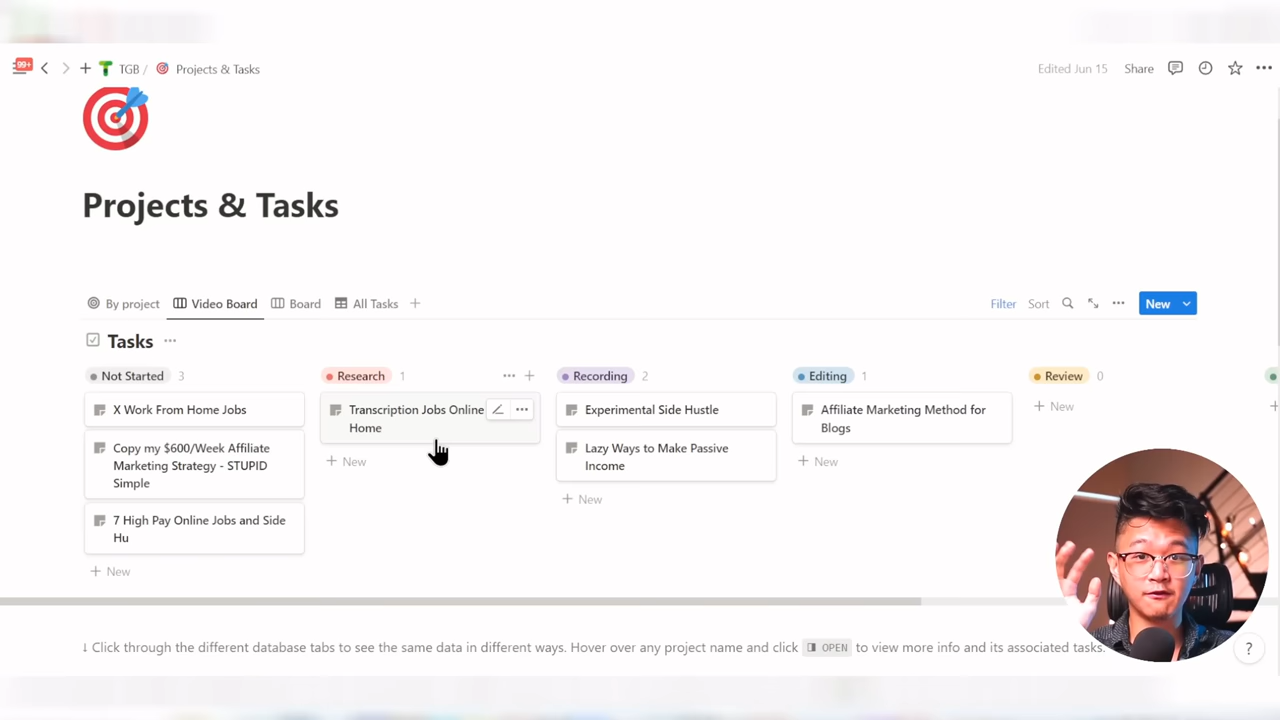 99+
TGB / Projects & Tasks
Edited Jun 15 Share
Projects & Tasks
By project Video Board Board All Tasks
Filter Sort New
Tasks
Not Started 3
Research 1
Recording 2
Editing 1
Review 0
X Work From Home Jobs
Copy my $600/Week Affiliate
Marketing Strategy - STUPID
Simple
7 High Pay Online Jobs and Side
Hu
+ New
Transcription Jobs Online
Home
+ New
Experimental Side Hustle
Lazy Ways to Make Passive
Income
+ New
Affiliate Marketing Method for
Blogs
+ New
+ New
↓ Click through the different database tabs to see the same data in different ways. Hover over any project name and click OPEN to view more info and its associated tasks.
?